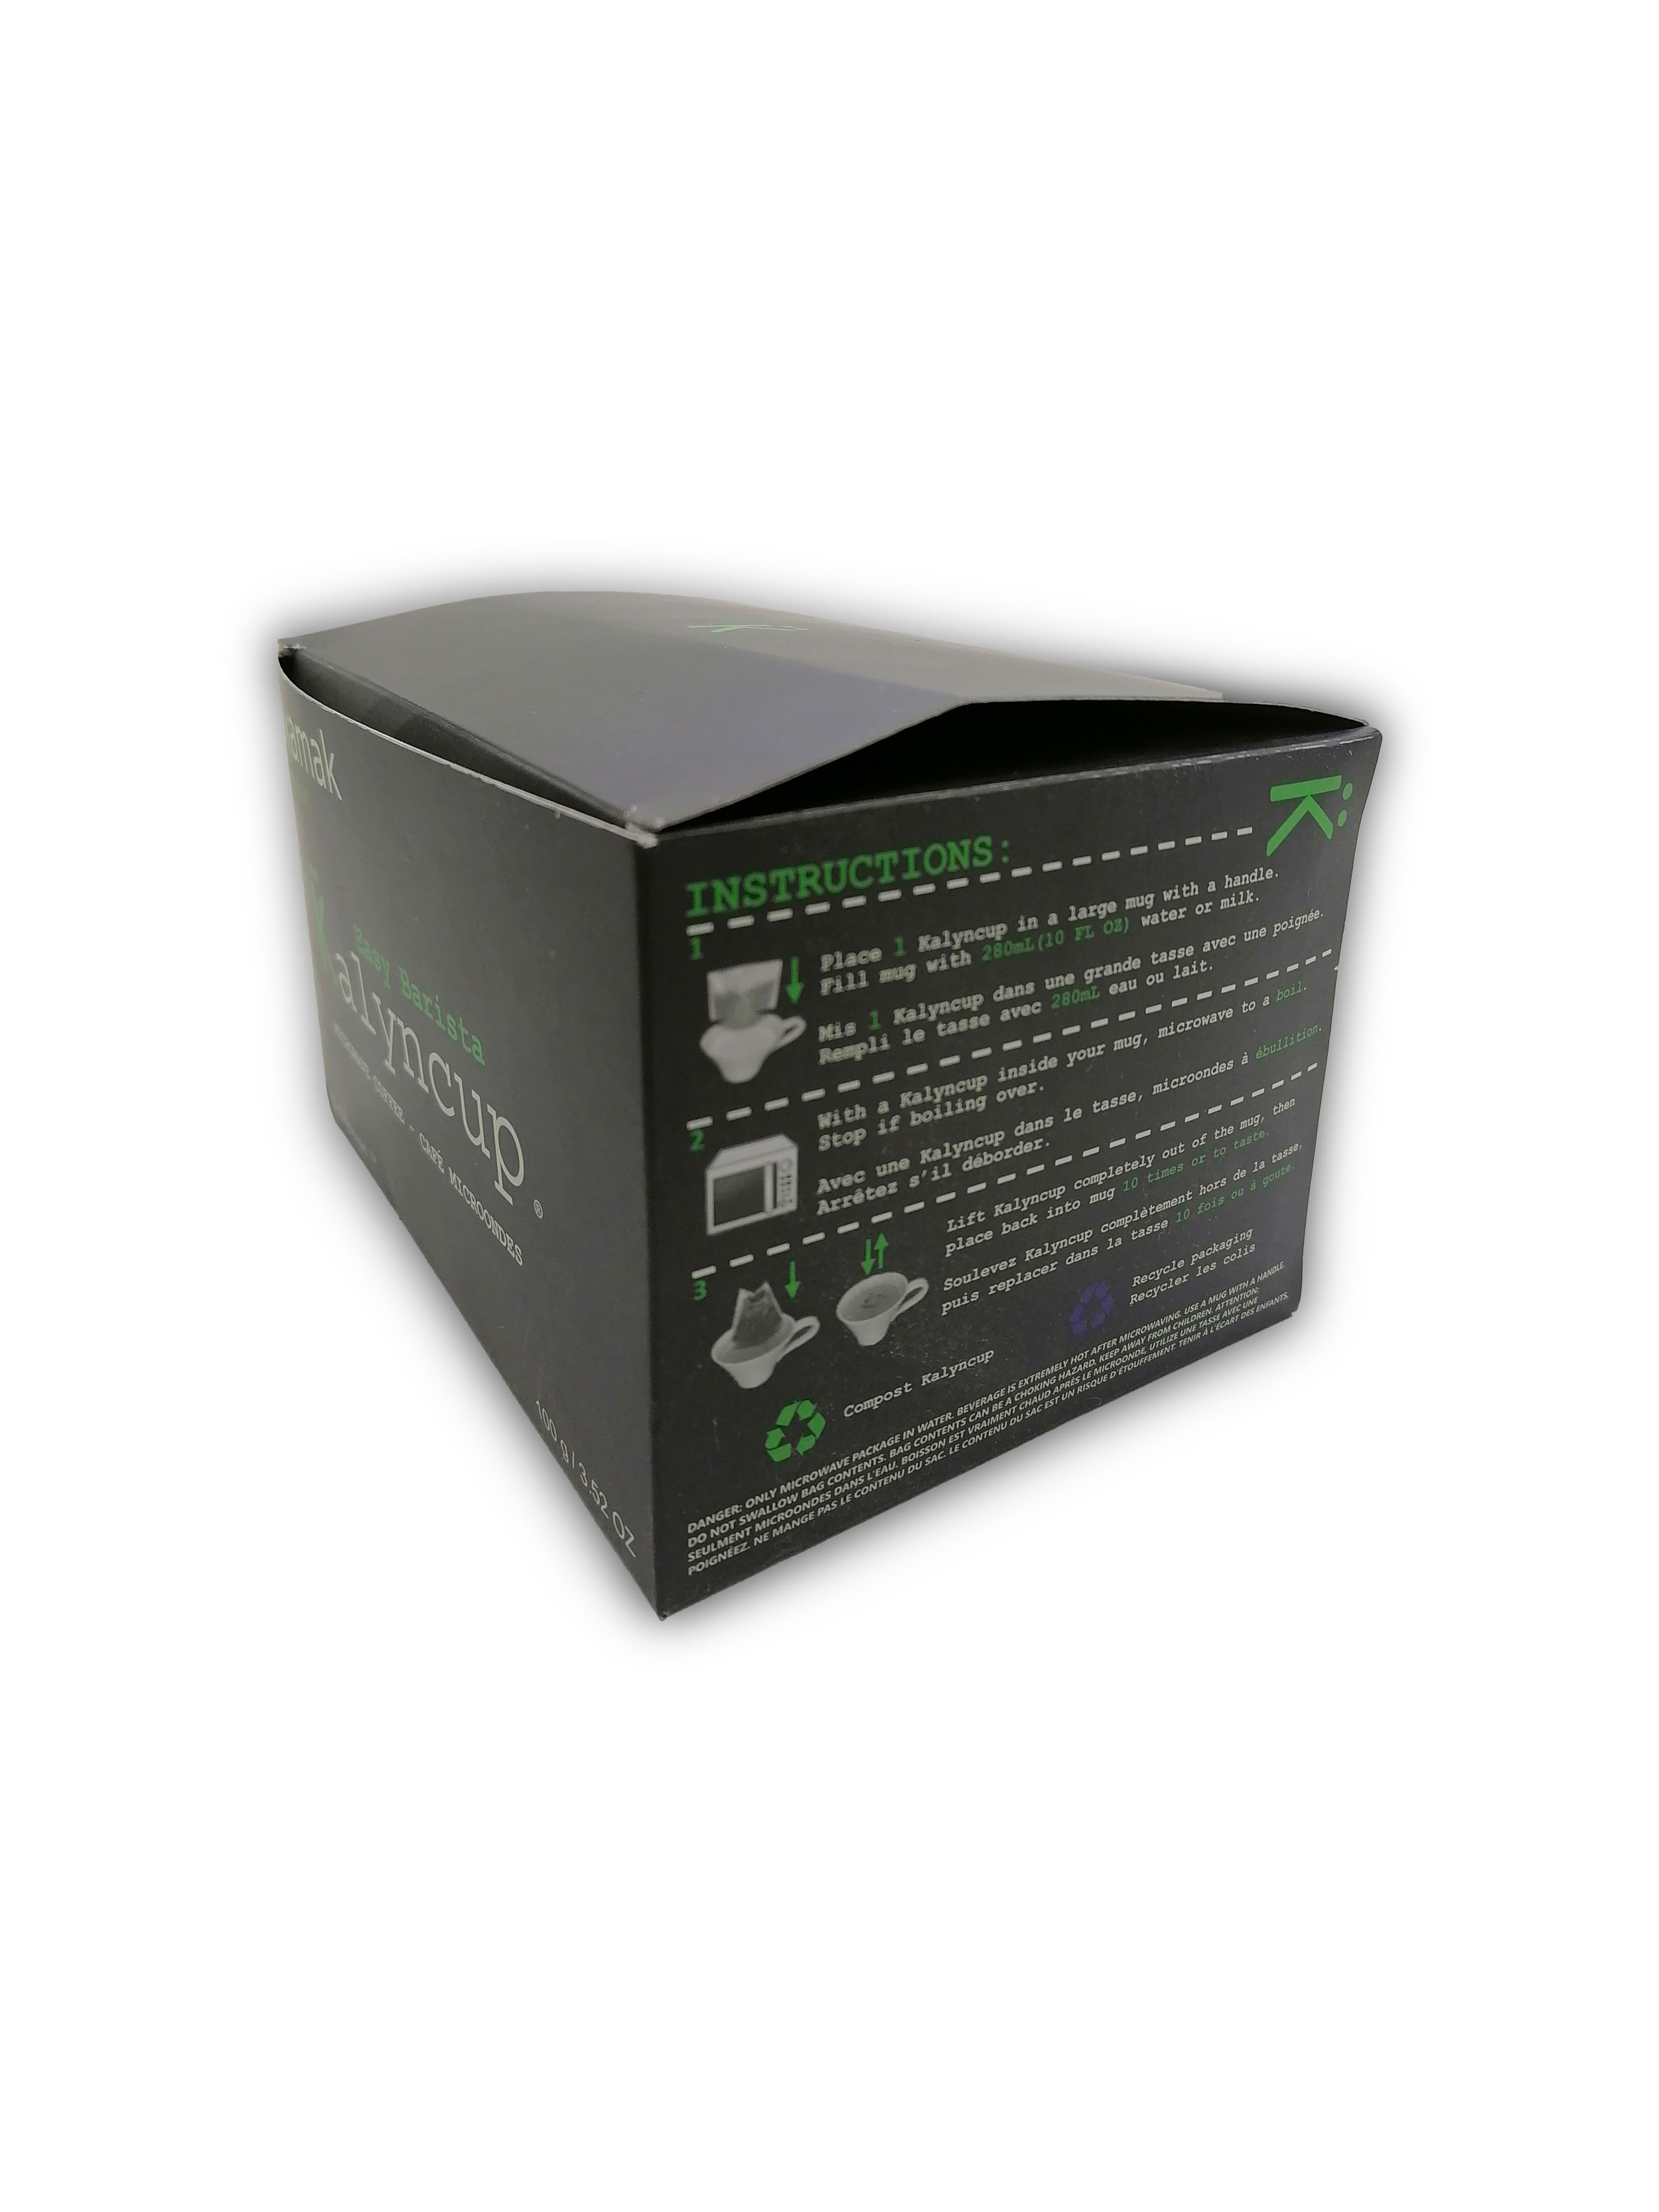 Easy Barista
Kalyncup®
MICROWAVE COFFEE - CAFÉ MICROONDES
100 g / 3.52 OZ
K
K
INSTRUCTIONS:
1
Place 1 Kalyncup in a large mug with a handle.
Fill mug with 280mL(10 FL OZ) water or milk.
Mis 1 Kalyncup dans une grande tasse avec une poignée.
Rempli le tasse avec 280mL eau ou lait.
2
With a Kalyncup inside your mug, microwave to a boil.
Stop if boiling over.
Avec une Kalyncup dans le tasse, microondes à ébullition.
Arrêtez s'il déborder.
3
Lift Kalyncup completely out of the mug, then
place back into mug 10 times or to taste.
Soulevez Kalyncup complètement hors de la tasse,
puis replacer dans la tasse 10 fois ou à goute.
Compost Kalyncup
Recycle packaging
Recycler les colis
DANGER: ONLY MICROWAVE PACKAGE IN WATER. BEVERAGE IS EXTREMELY HOT AFTER MICROWAVING. USE A MUG WITH A HANDLE.
DO NOT SWALLOW BAG CONTENTS. BAG CONTENTS CAN BE A CHOKING HAZARD. KEEP AWAY FROM CHILDREN. ATTENTION:
SEULMENT MICROONDES DANS L'EAU. BOISSON EST VRAIMENT CHAUD APRÈS LE MICROONDE, UTILIZE UNE TASSE AVEC UNE
POIGNÉEZ. NE MANGE PAS LE CONTENU DU SAC. LE CONTENU DU SAC EST UN RISQUE D'ÉTOUFFEMENT. TENIR À L'ÉCART DES ENFANTS.